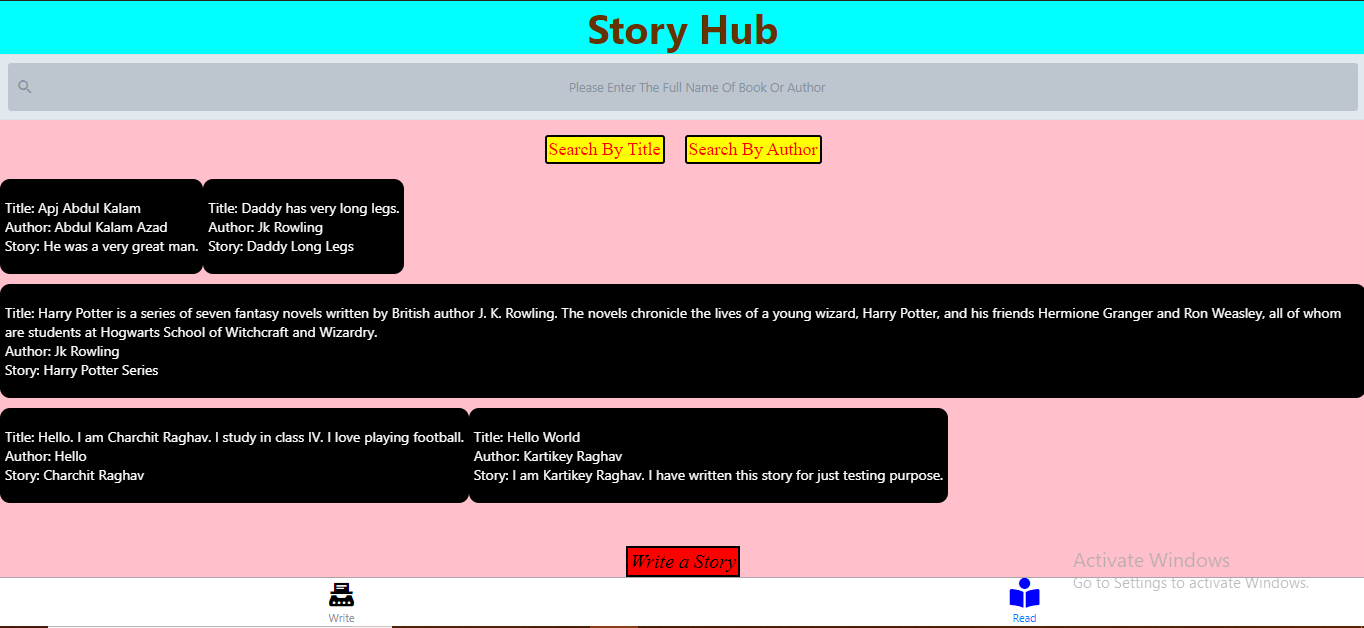 Story Hub
Please Enter The Full Name Of Book Or Author
Search By Title
Search By Author
Title: Apj Abdul Kalam
Author: Abdul Kalam Azad
Story: He was a very great man.
Title: Daddy has very long legs.
Author: Jk Rowling
Story: Daddy Long Legs
Title: Harry Potter is a series of seven fantasy novels written by British author J. K. Rowling. The novels chronicle the lives of a young wizard, Harry Potter, and his friends Hermione Granger and Ron Weasley, all of whom
are students at Hogwarts School of Witchcraft and Wizardry.
Author: Jk Rowling
Story: Harry Potter Series
Title: Hello. I am Charchit Raghav. I study in class IV. I love playing football.
Author: Hello
Story: Charchit Raghav
Title: Hello World
Author: Kartikey Raghav
Story: I am Kartikey Raghav. I have written this story for just testing purpose.
Write a Story
Activate Windows
Go to Settings to activate Windows.
Write
Read